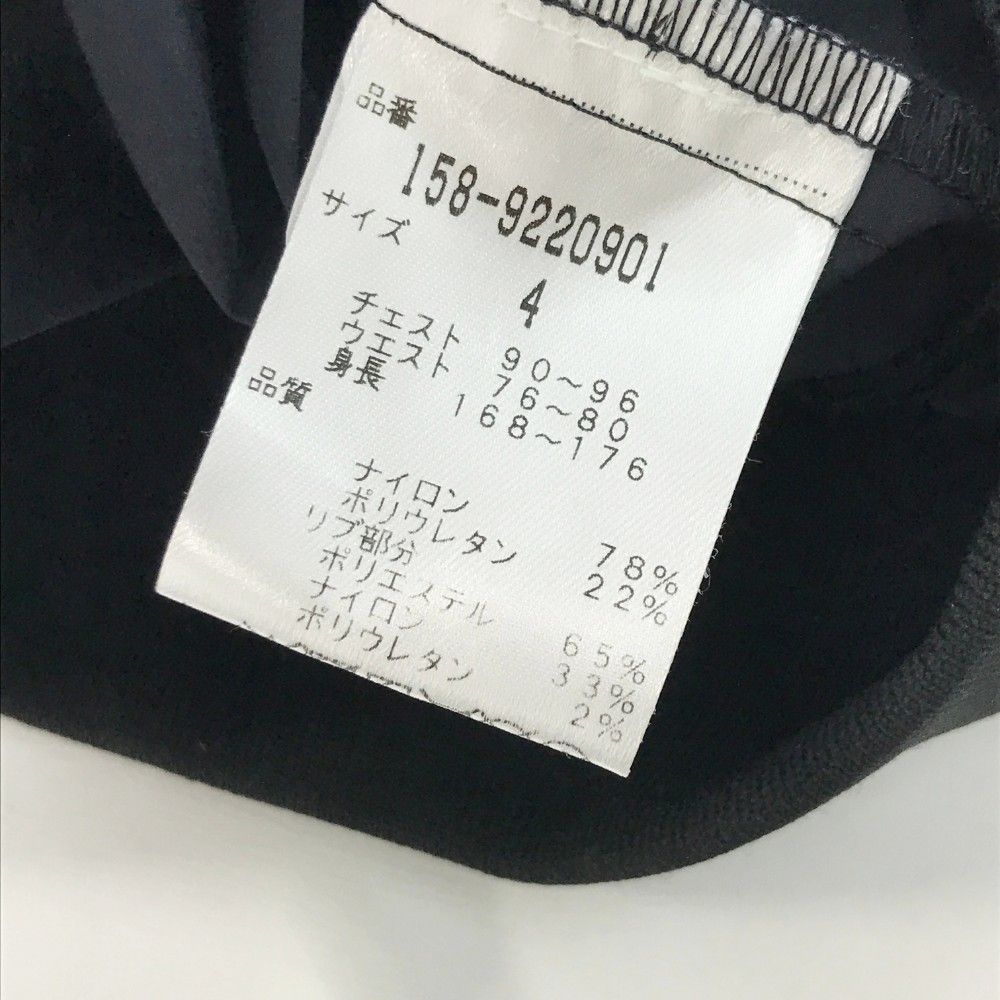 品番
158-9220901
サイズ
4
チェスト 90～96
ウエスト 76～80
身長 168～176
品質
ナイロン 78%
ポリウレタン 22%
リブ部分
ポリエステル 65%
ナイロン 33%
ポリウレタン 2%